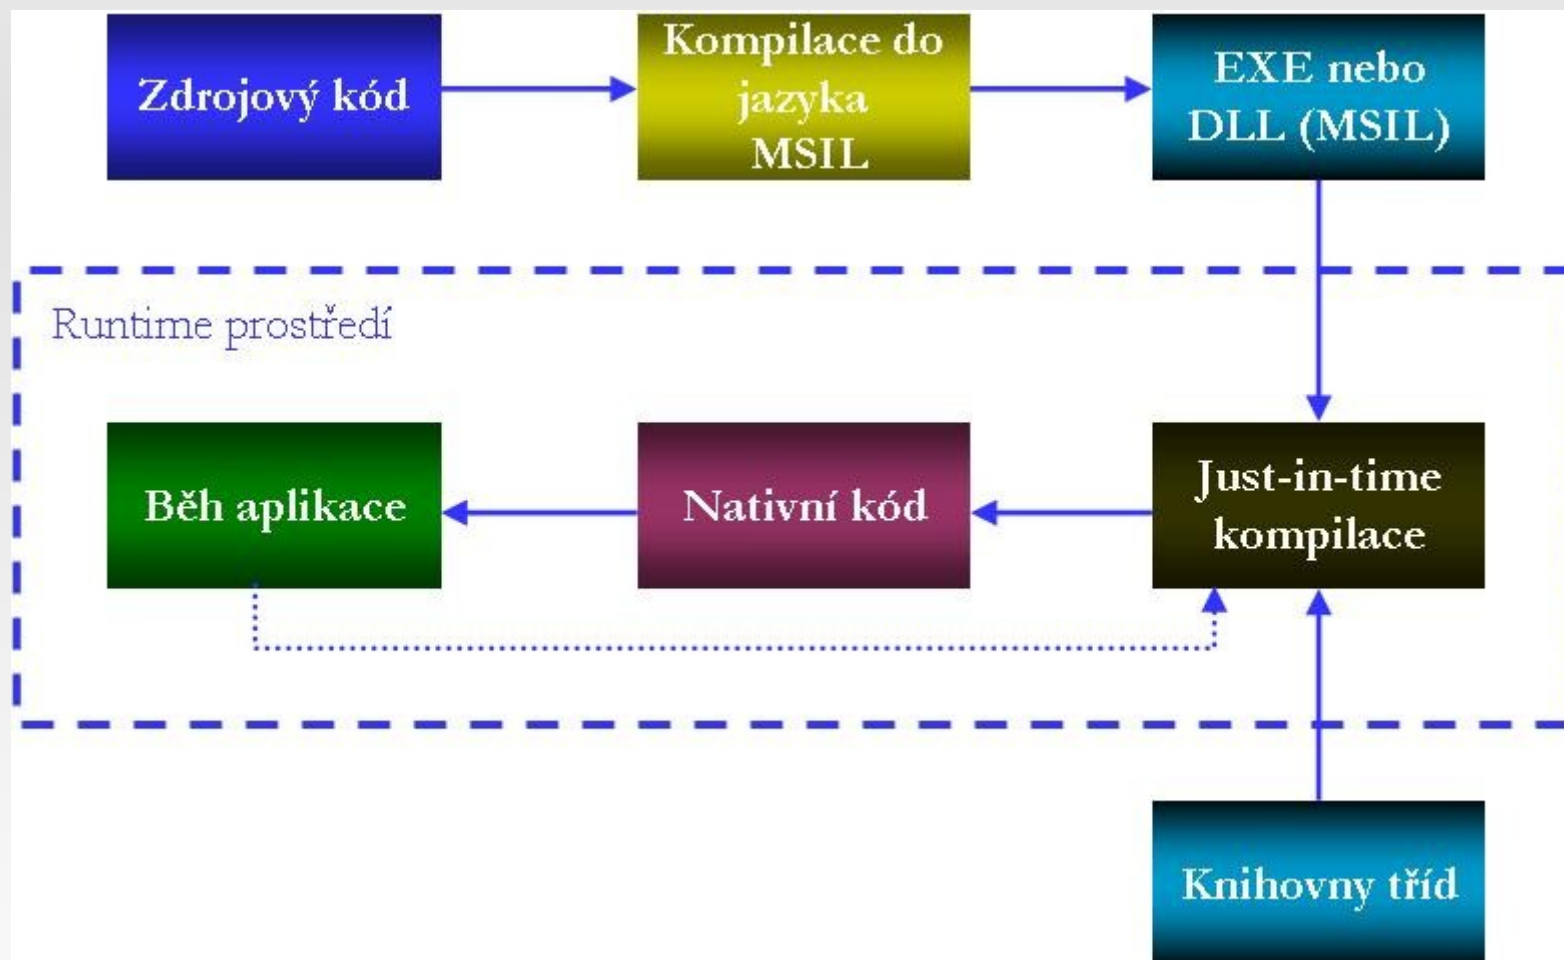 Zdrojový kód
Kompilace do
jazyka
MSIL
EXE nebo
DLL (MSIL)
Runtime prostředí
Běh aplikace
Nativní kód
Just-in-time
kompilace
Knihovny tříd